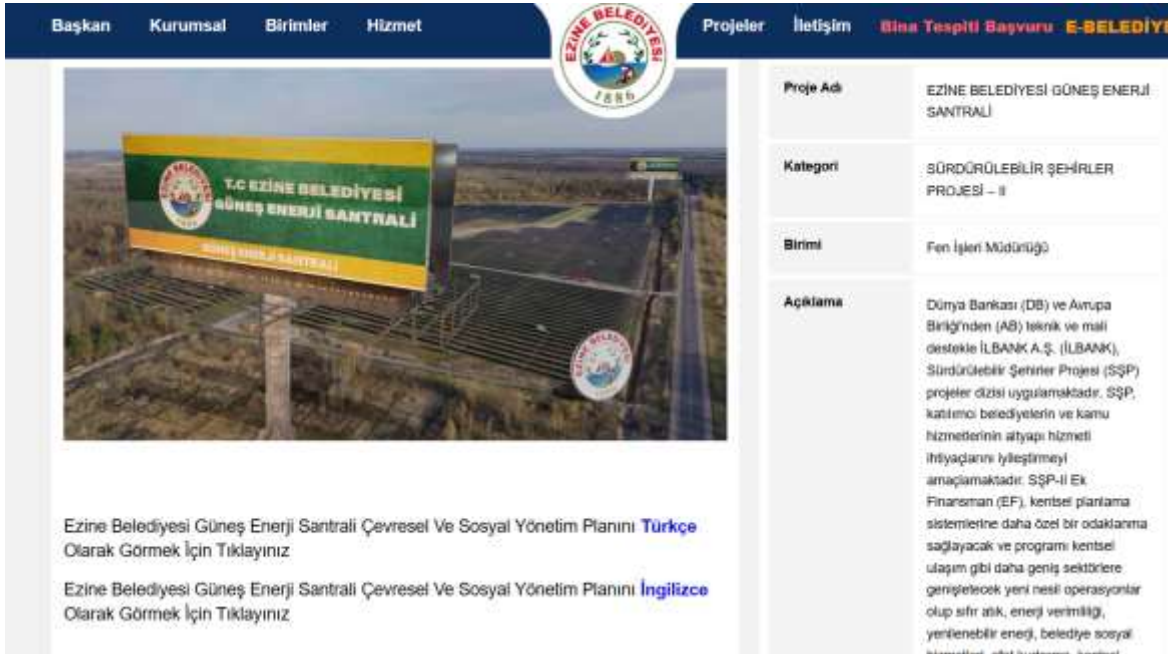 Başkan Kurumsal Birimler Hizmet
EZİNE BELEDİYESİ
1886
Projeler İletişim Bina Tespiti Başvuru E-BELEDİYE
T.C EZİNE BELEDİYESİ
GÜNEŞ ENERJİ SANTRALİ
GÜNEŞ ENERJİ SANTRALİ
Ezine Belediyesi Güneş Enerji Santrali Çevresel Ve Sosyal Yönetim Planını Türkçe
Olarak Görmek İçin Tıklayınız
Ezine Belediyesi Güneş Enerji Santrali Çevresel Ve Sosyal Yönetim Planını İngilizce
Olarak Görmek İçin Tıklayınız
Proje Adı
EZİNE BELEDİYESİ GÜNEŞ ENERJİ
SANTRALİ
Kategori
SÜRDÜRÜLEBİLİR ŞEHİRLER
PROJESİ – II
Birimi
Fen İşleri Müdürlüğü
Açıklama
Dünya Bankası (DB) ve Avrupa
Birliği'nden (AB) teknik ve mali
destekle İLBANK A.Ş. (İLBANK),
Sürdürülebilir Şehirler Projesi (SŞP)
projeler dizisi uygulamaktadır. SŞP,
katılımcı belediyelerin ve kamu
hizmetlerinin altyapı hizmeti
ihtiyaçlarını iyileştirmeyi
amaçlamaktadır. SŞP-II Ek
Finansman (EF), kentsel planlama
sistemlerine daha özel bir odaklanma
sağlayacak ve programı kentsel
ulaşım gibi daha geniş sektörlere
genişletecek yeni nesil operasyonlar
olup sıfır atık, enerji verimliliği,
yenilenebilir enerji, belediye sosyal